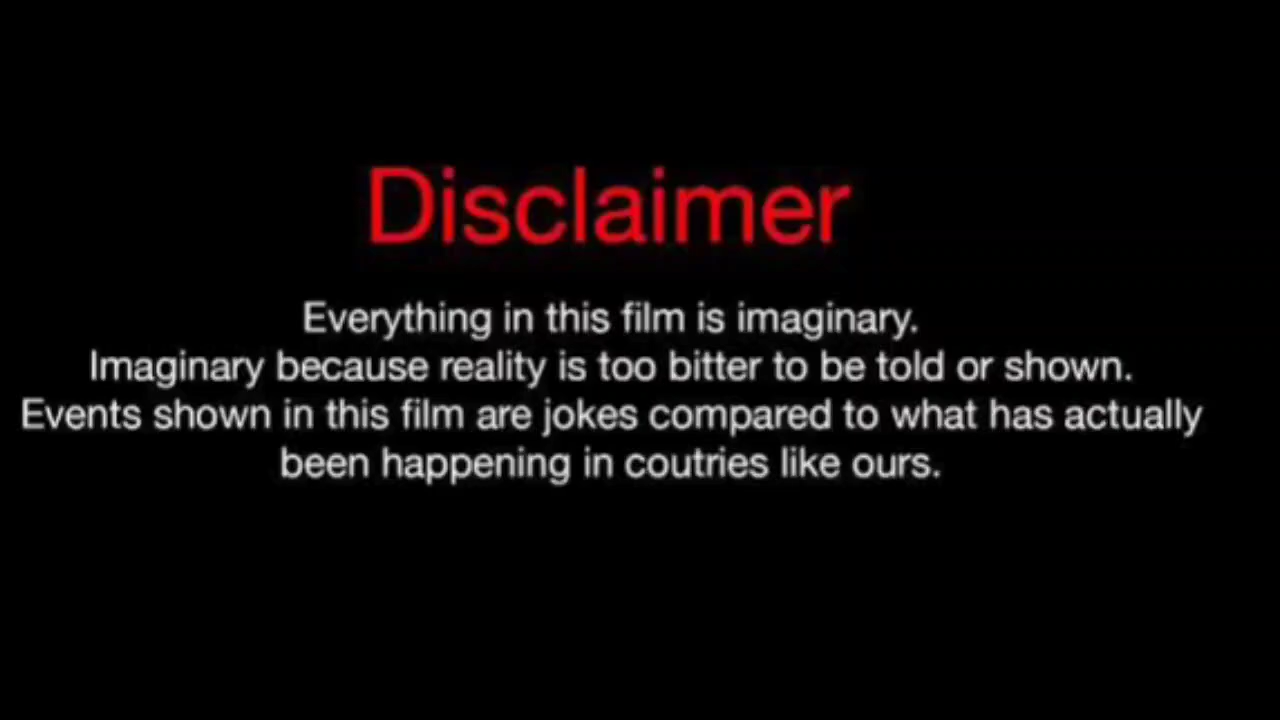 Disclaimer
Everything in this film is imaginary.
Imaginary because reality is too bitter to be told or shown.
Events shown in this film are jokes compared to what has actually
been happening in coutries like ours.